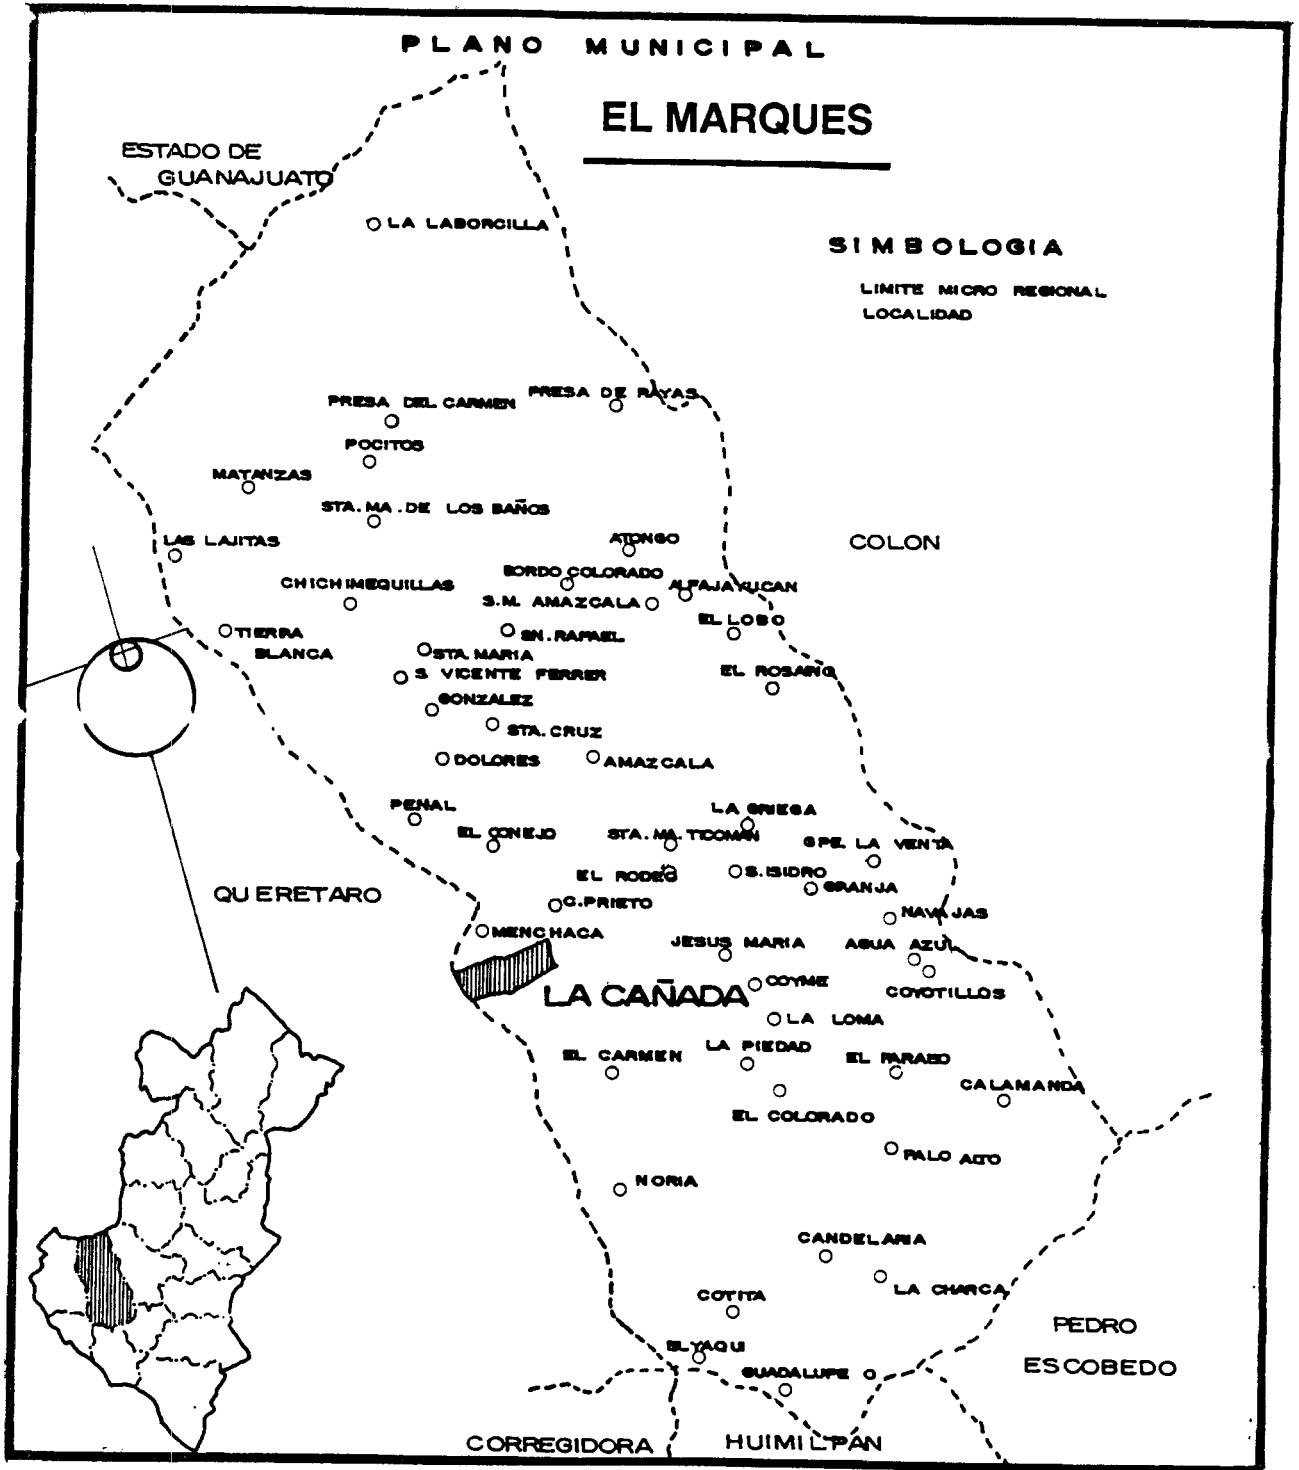 PLANO MUNICIPAL
EL MARQUES
ESTADO DE
GUANAJUATO
LA LABORCILLA
SIMBOLOGIA
LIMITE MICRO REGIONAL
LOCALIDAD
PRESA DEL CARMEN
PRESA DE RAYAS
POCITOS
MATANZAS
STA. MA. DE LOS BAÑOS
LAS LAJITAS
ATONGO
COLON
BORDO COLORADO
CHICHIMEQUILLAS
ALFAJAYUCAN
S.M. AMAZCALA
EL LOBO
TIERRA
BLANCA
SN. RAFAEL
STA. MARIA
S VICENTE FERRER
EL ROSARIO
GONZALEZ
STA. CRUZ
DOLORES
AMAZCALA
PEÑAL
LA GRIEGA
EL CONEJO
STA. MA. TICOMAN
GPE. LA VENTA
EL RODEO
S. ISIDRO
GRANJA
QUERETARO
C. PRIETO
NAVAJAS
MENCHACA
JESUS MARIA
AGUA AZUL
LA CAÑADA
COYME
COYOTILLOS
LA LOMA
EL CARMEN
LA PIEDAD
EL PARAISO
CALAMANDA
EL COLORADO
PALO ALTO
NORIA
CANDELARIA
LA CHARCA
COTITA
PEDRO
ESCOBEDO
EL YAQUI
GUADALUPE
CORREGIDORA
HUIMILPAN